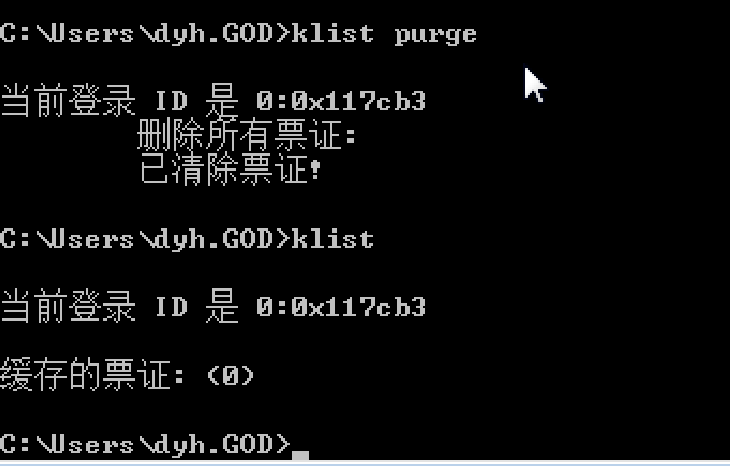 C:\Users\dyh.GOD>klist purge
当前登录 ID 是 0:0x117cb3
删除所有票证:
已清除票证!
C:\Users\dyh.GOD>klist
当前登录 ID 是 0:0x117cb3
缓存的票证: (0)
C:\Users\dyh.GOD>